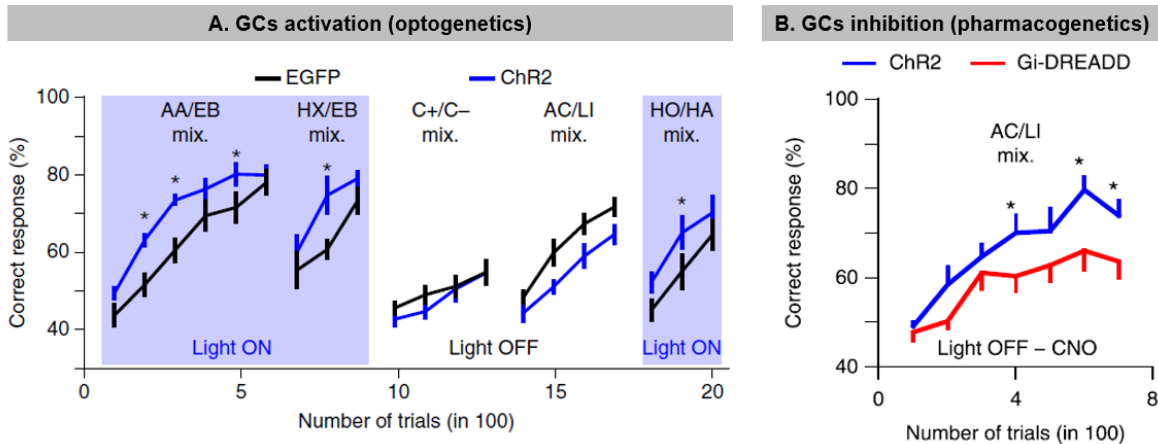 A. GCs activation (optogenetics)
EGFP
ChR2
100
80
60
40
Correct response (%)
AA/EB
mix.
HX/EB
mix.
C+/C–
mix.
AC/LI
mix.
HO/HA
mix.
*
*
*
*
*
Light ON
Light OFF
Light ON
0
5
10
15
20
Number of trials (in 100)
B. GCs inhibition (pharmacogenetics)
ChR2
Gi-DREADD
100
80
60
40
Correct response (%)
AC/LI
mix.
*
*
*
Light OFF – CNO
0
4
8
Number of trials (in 100)